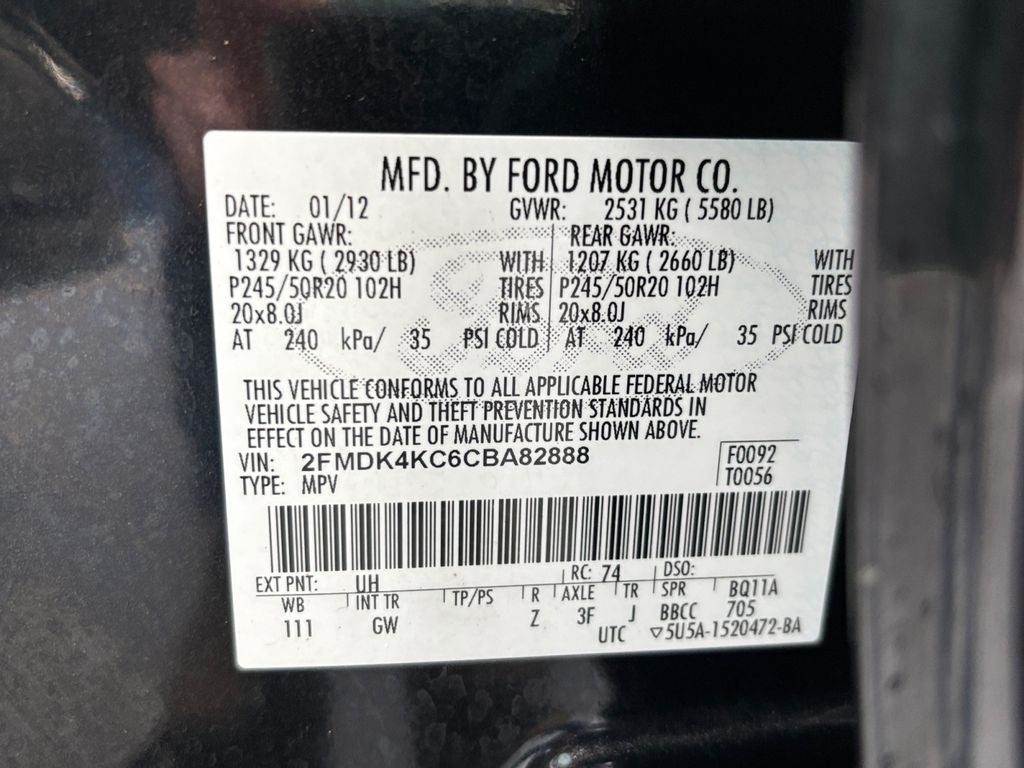 MFD. BY FORD MOTOR CO.
DATE: 01/12 GVWR: 2531 KG ( 5580 LB)
FRONT GAWR: REAR GAWR:
1329 KG ( 2930 LB) WITH 1207 KG ( 2660 LB) WITH
P245/50R20 102H TIRES P245/50R20 102H TIRES
20x8.0J RIMS 20x8.0J RIMS
AT 240 kPa/ 35 PSI COLD AT 240 kPa/ 35 PSI COLD
THIS VEHICLE CONFORMS TO ALL APPLICABLE FEDERAL MOTOR
VEHICLE SAFETY AND THEFT PREVENTION STANDARDS IN
EFFECT ON THE DATE OF MANUFACTURE SHOWN ABOVE.
VIN: 2FMDK4KC6CBA82888 F0092
TYPE: MPV T0056
EXT PNT: UH RC: 74 DSO:
WB INT TR TP/PS R AXLE TR SPR BQ11A
111 GW Z 3F J BBCC 705
UTC ▽5U5A-1520472-BA